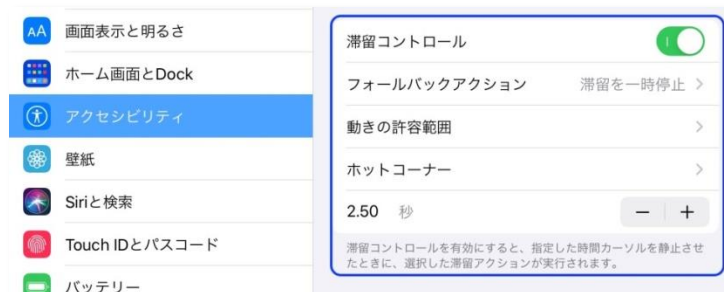 画面表示と明るさ
ホーム画面とDock
アクセシビリティ
壁紙
Siriと検索
Touch IDとパスコード
バッテリー
滞留コントロール
フォールバックアクション 滞留を一時停止 >
動きの許容範囲 >
ホットコーナー >
2.50 秒 − +
滞留コントロールを有効にすると、指定した時間カーソルを静止させ
たときに、選択した滞留アクションが実行されます。